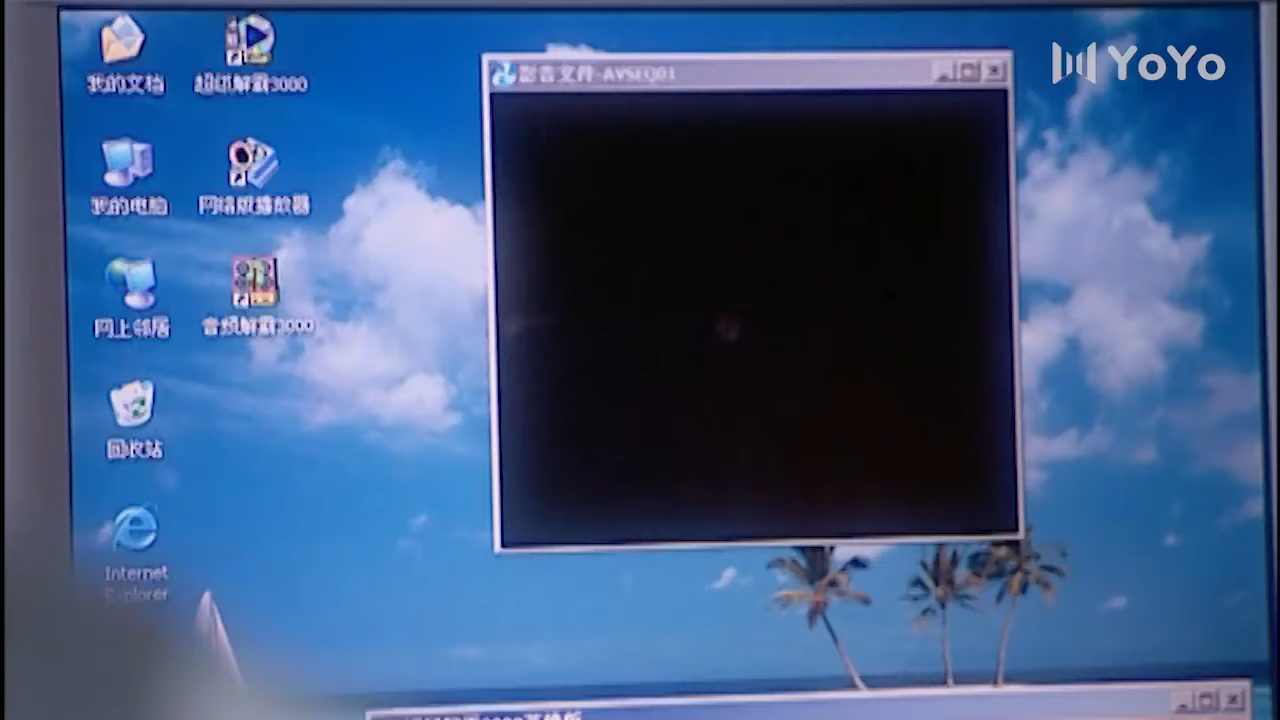 YoYo
影音文件-AVSEQ01
我的文档
超级解霸3000
我的电脑
网络版播放器
网上邻居
音频解霸3000
回收站
Internet
Explorer